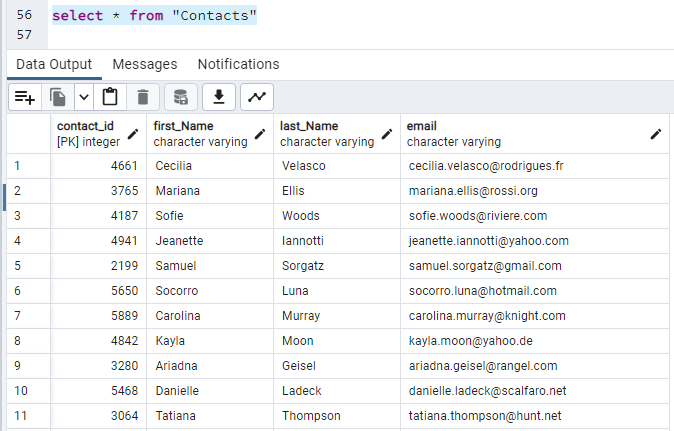 56 select * from "Contacts"
57
Data Output Messages Notifications
contact_id first_Name last_Name email
[PK] integer character varying character varying character varying
1 4661 Cecilia Velasco cecilia.velasco@rodrigues.fr
2 3765 Mariana Ellis mariana.ellis@rossi.org
3 4187 Sofie Woods sofie.woods@riviere.com
4 4941 Jeanette Iannotti jeanette.iannotti@yahoo.com
5 2199 Samuel Sorgatz samuel.sorgatz@gmail.com
6 5650 Socorro Luna socorro.luna@hotmail.com
7 5889 Carolina Murray carolina.murray@knight.com
8 4842 Kayla Moon kayla.moon@yahoo.de
9 3280 Ariadna Geisel ariadna.geisel@rangel.com
10 5468 Danielle Ladeck danielle.ladeck@scalfaro.net
11 3064 Tatiana Thompson tatiana.thompson@hunt.net